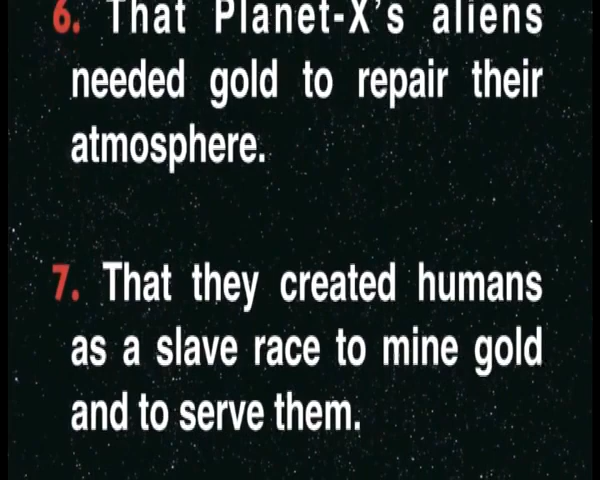 6. That Planet-X's aliens
needed gold to repair their
atmosphere.
7. That they created humans
as a slave race to mine gold
and to serve them.